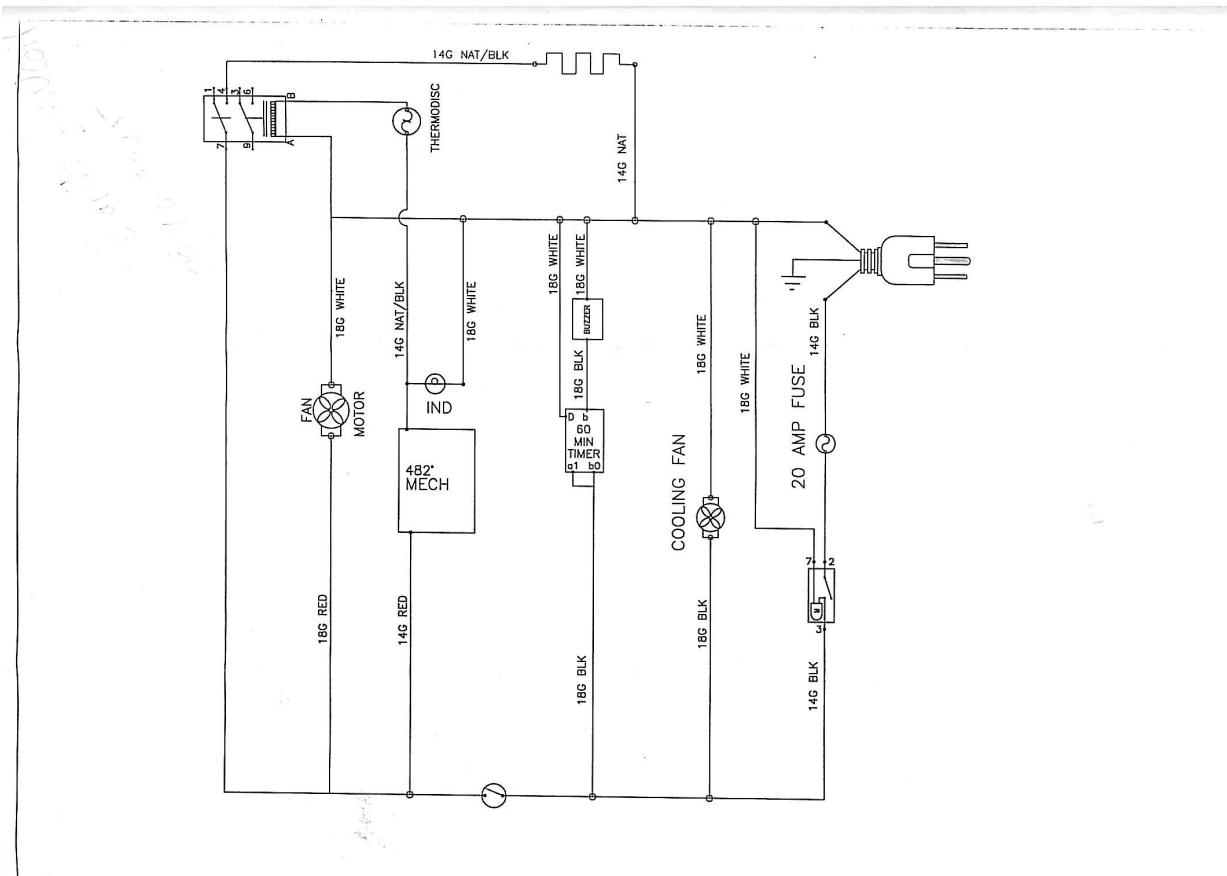 14G NAT/BLK
1
4
3
6
B
A
7
9
THERMODISC
14G NAT
18G WHITE
14G NAT/BLK
18G WHITE
18G WHITE
18G WHITE
BUZZER
18G BLK
18G WHITE
18G WHITE
14G BLK
20 AMP FUSE
FAN
MOTOR
IND
482°
MECH
D b
60
MIN
TIMER
a1 b0
COOLING FAN
7 2
R
3
18G RED
14G RED
18G BLK
18G BLK
14G BLK